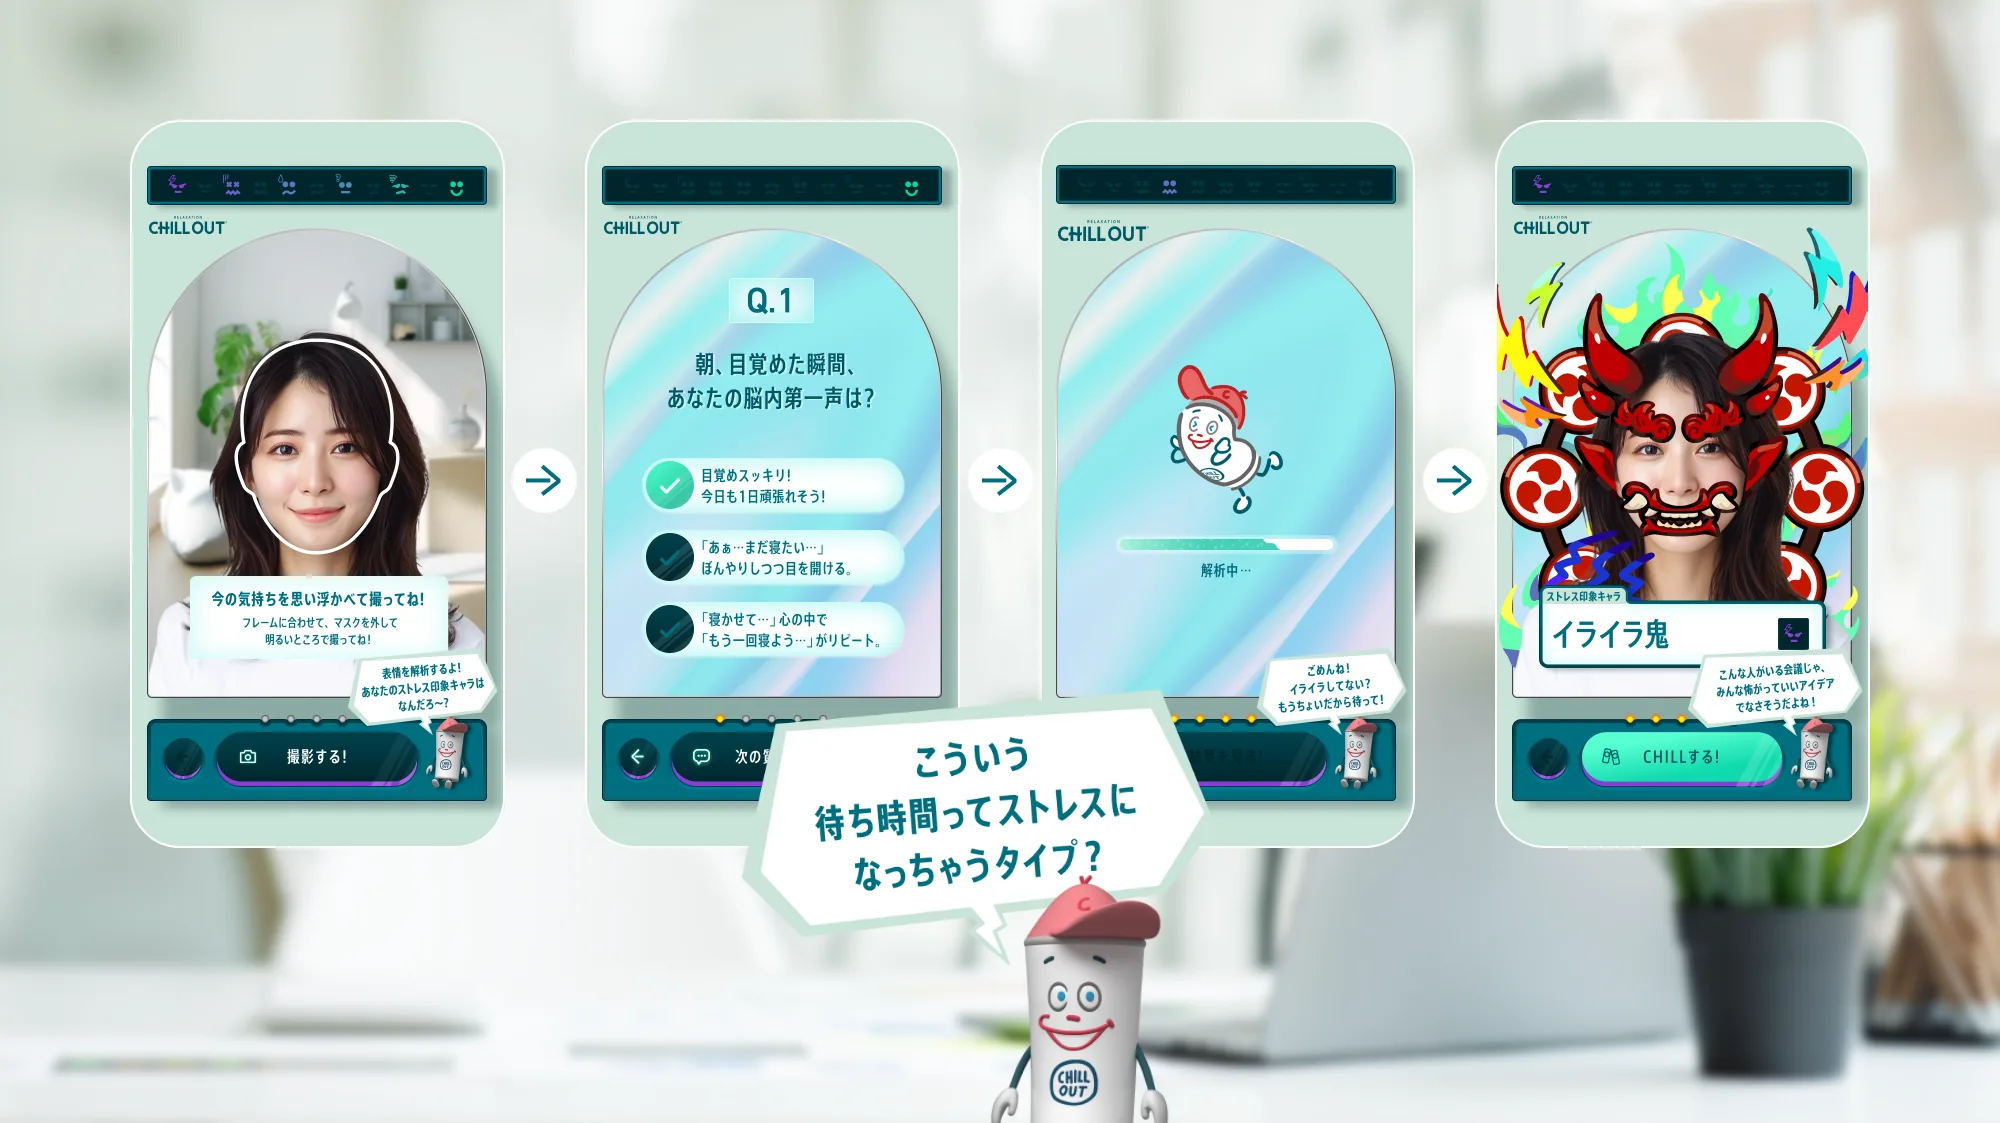 RELAXATION
CHILLOUT
今の気持ちを思い浮かべて撮ってね!
フレームに合わせて、マスクを外して
明るいところで撮ってね!
表情を解析するよ!
あなたのストレス印象キャラは
なんだろ〜?
撮影する!
RELAXATION
CHILLOUT
Q.1
朝、目覚めた瞬間、
あなたの脳内第一声は?
目覚めスッキリ!
今日も1日頑張れそう!
「あぁ…まだ寝たい…」
ぼんやりしつつ目を開ける。
「寝かせて…」心の中で
「もう一回寝よう…」がリピート。
次の
RELAXATION
CHILLOUT
解析中…
ごめんね!
イライラしてない?
もうちょいだから待って!
RELAXATION
CHILLOUT
ストレス印象キャラ
イライラ鬼
こんな人がいる会議じゃ、
みんな怖がっていいアイデア
でなさそうだよね!
CHILLする!
こういう
待ち時間ってストレスに
なっちゃうタイプ?
C
CHILL
OUT